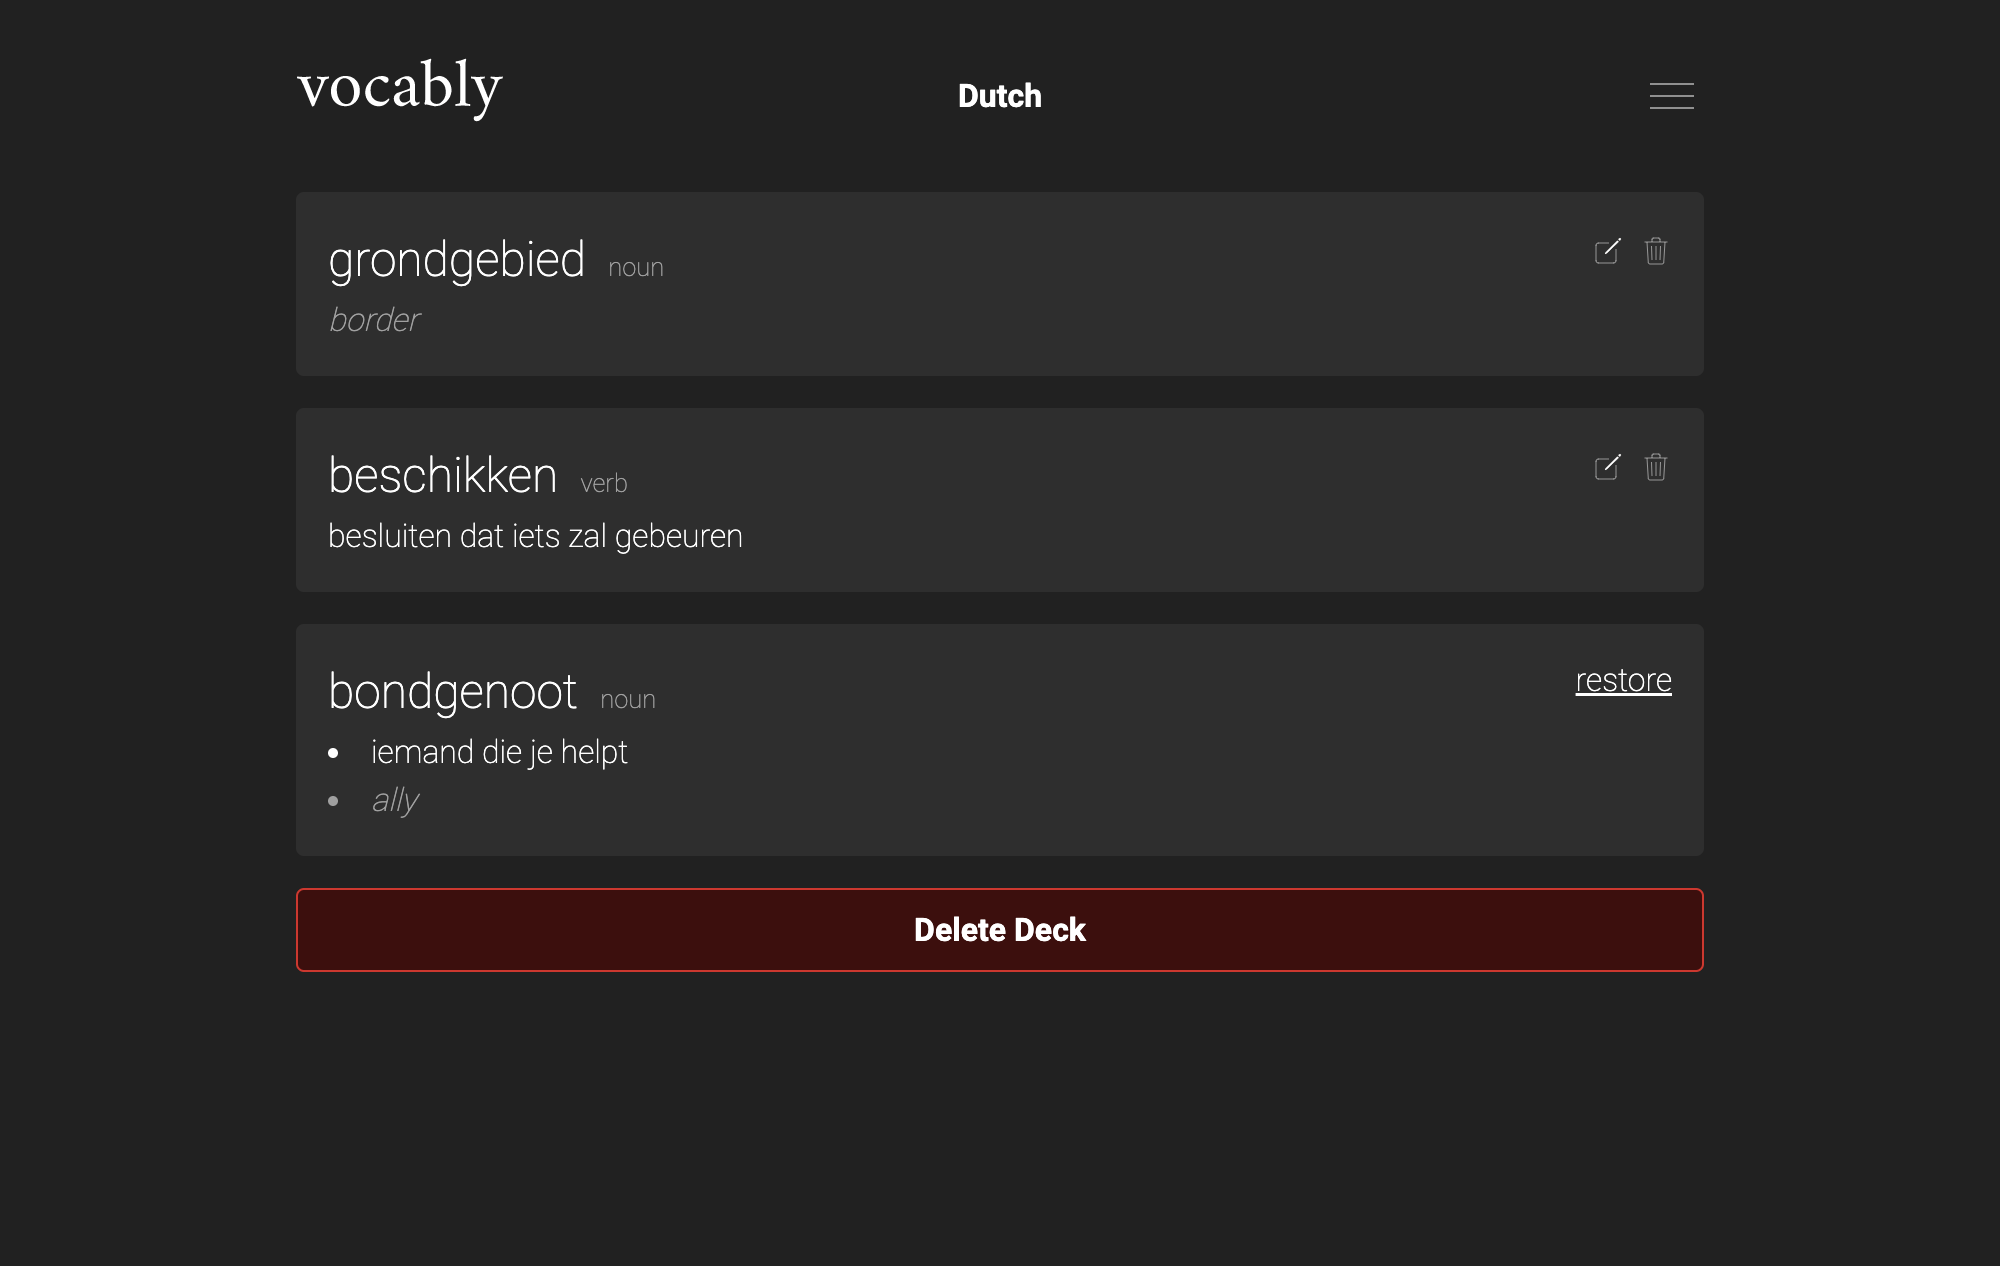 vocably
Dutch
grondgebied noun
border
beschikken verb
besluiten dat iets zal gebeuren
bondgenoot noun
restore
• iemand die je helpt
• ally
Delete Deck